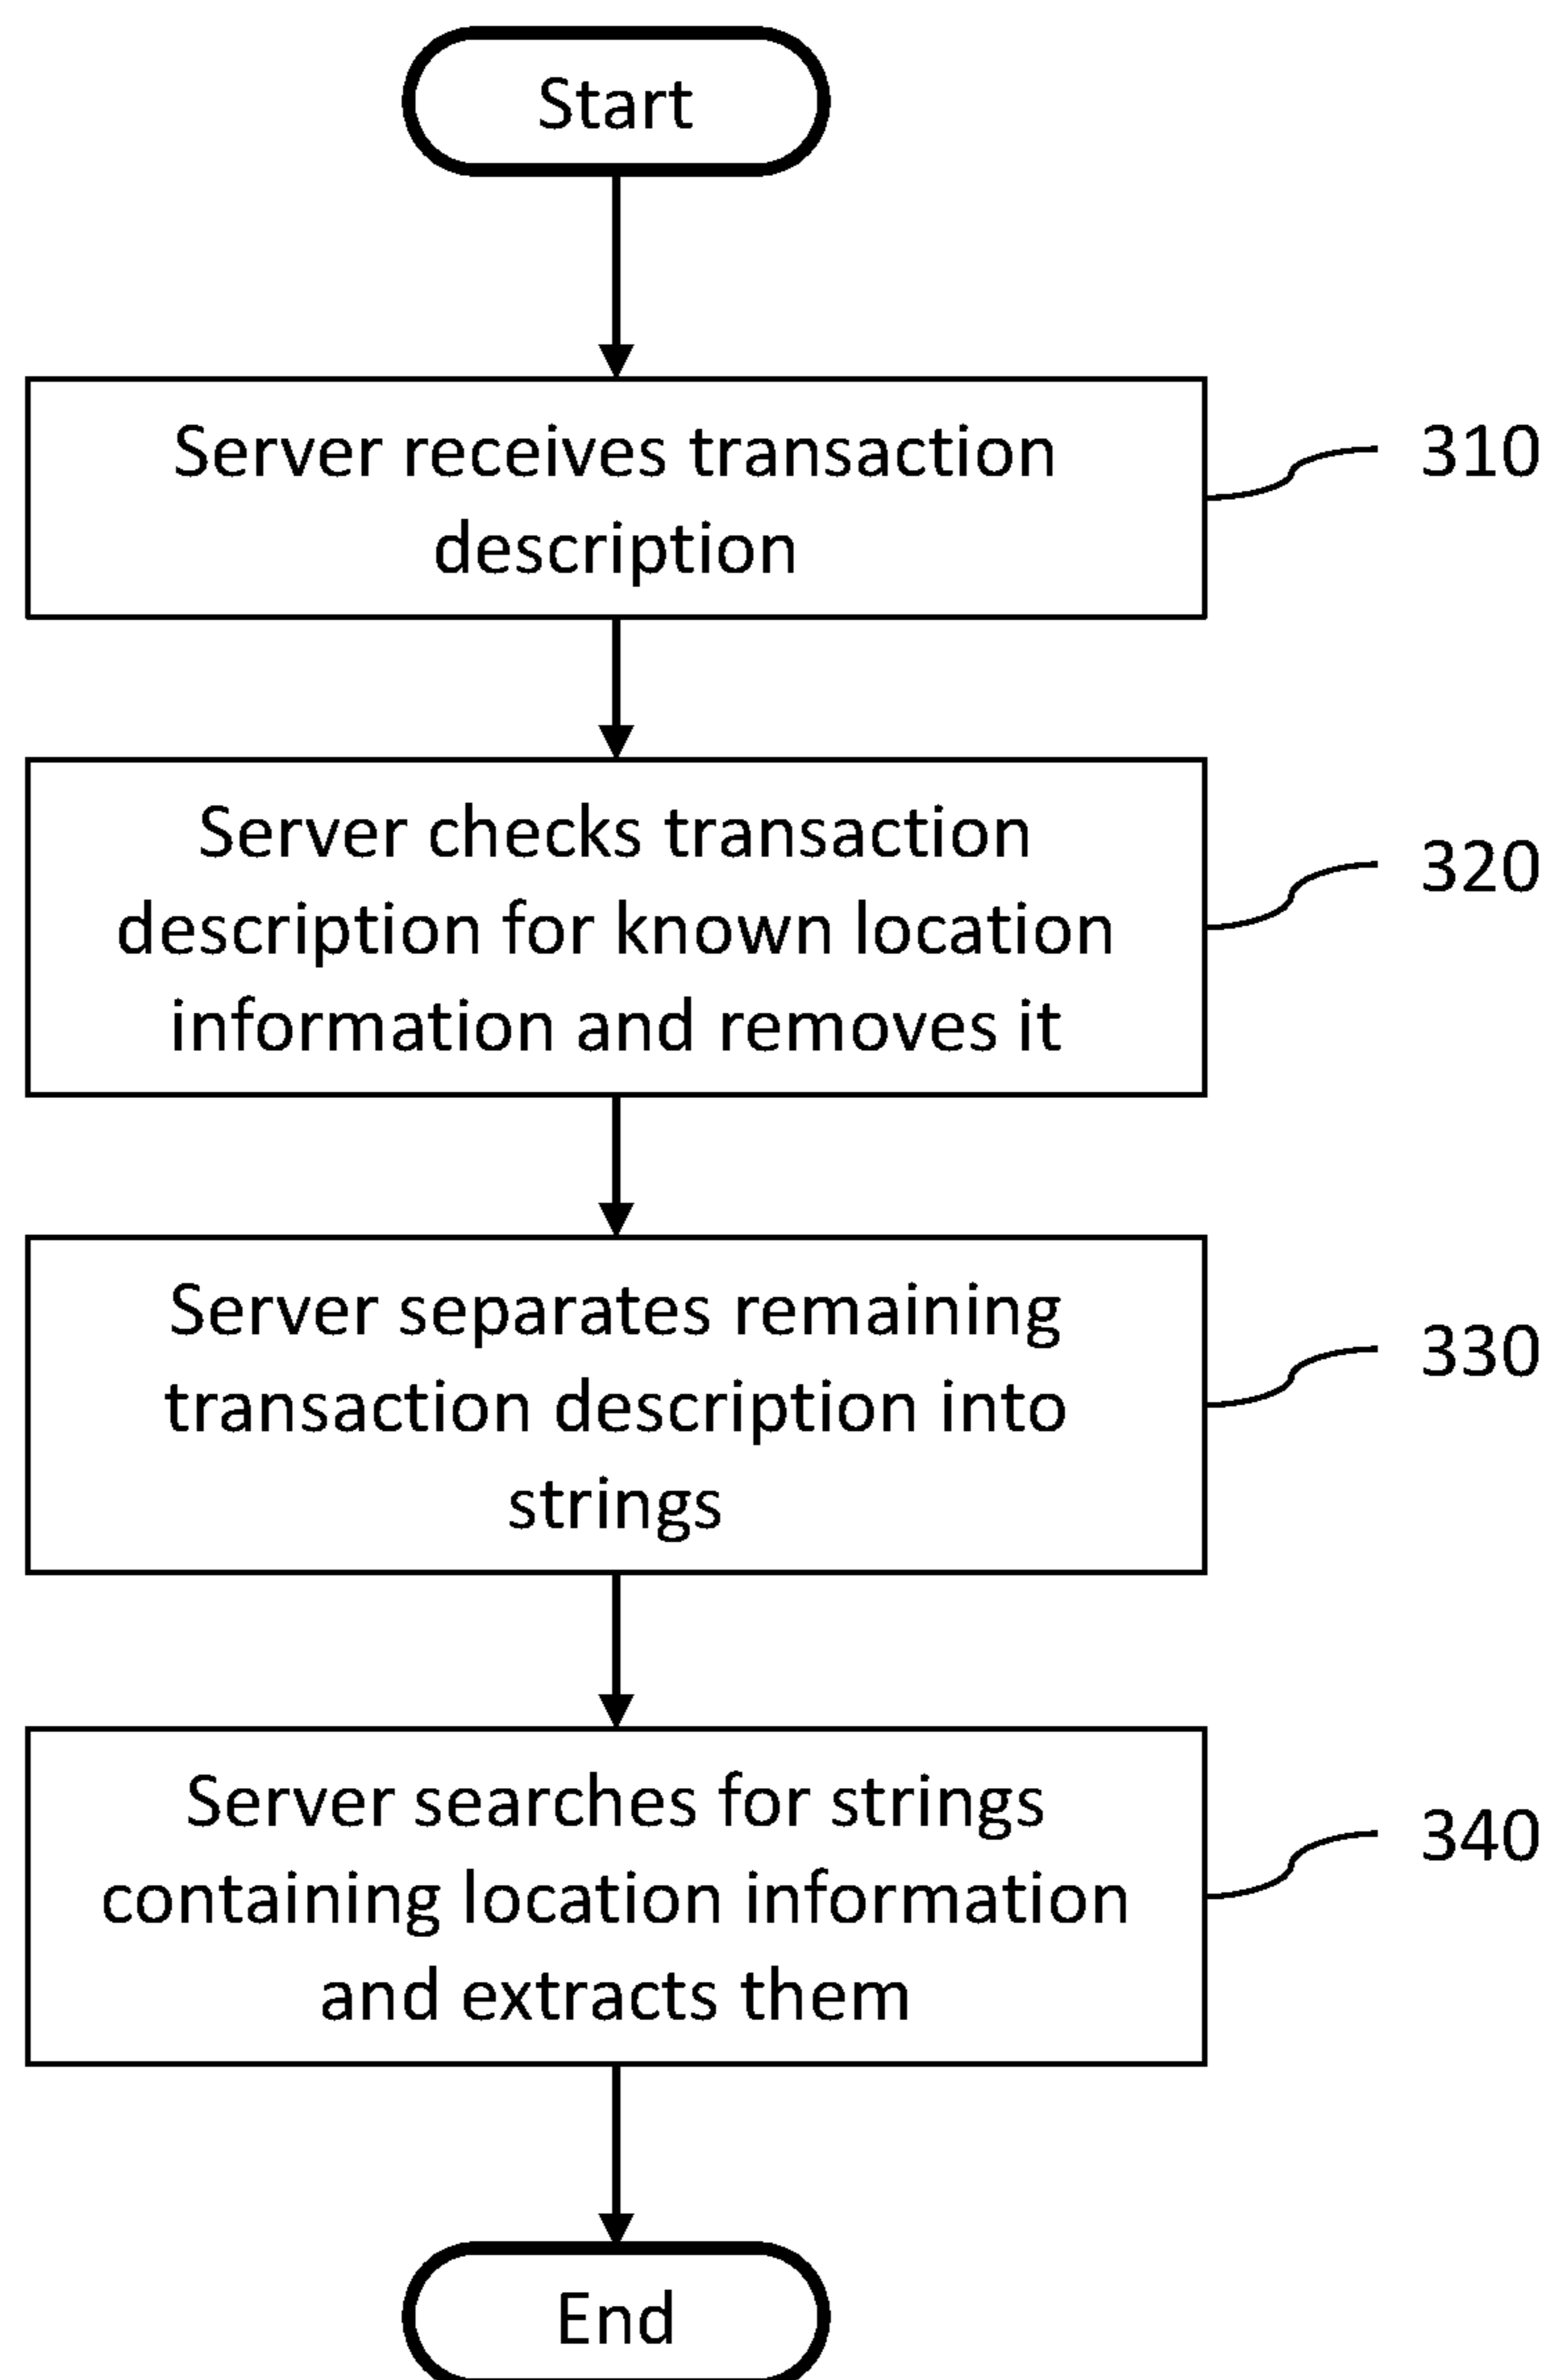 Start
Server receives transaction
description
310
Server checks transaction
description for known location
information and removes it
320
Server separates remaining
transaction description into
strings
330
Server searches for strings
containing location information
and extracts them
340
End